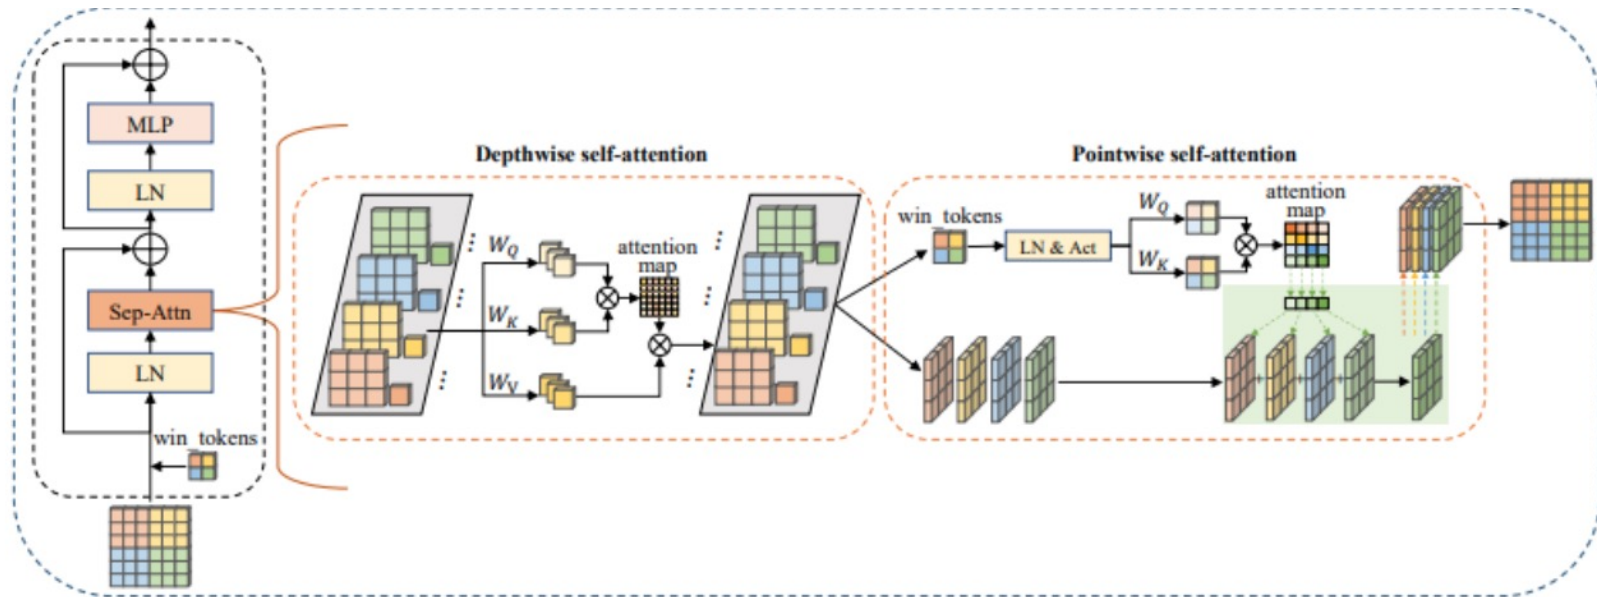 MLP
LN
Sep-Attn
LN
win_tokens
Depthwise self-attention
W_Q
W_K
W_V
attention
map
Pointwise self-attention
win_tokens
LN & Act
W_Q
W_K
attention
map